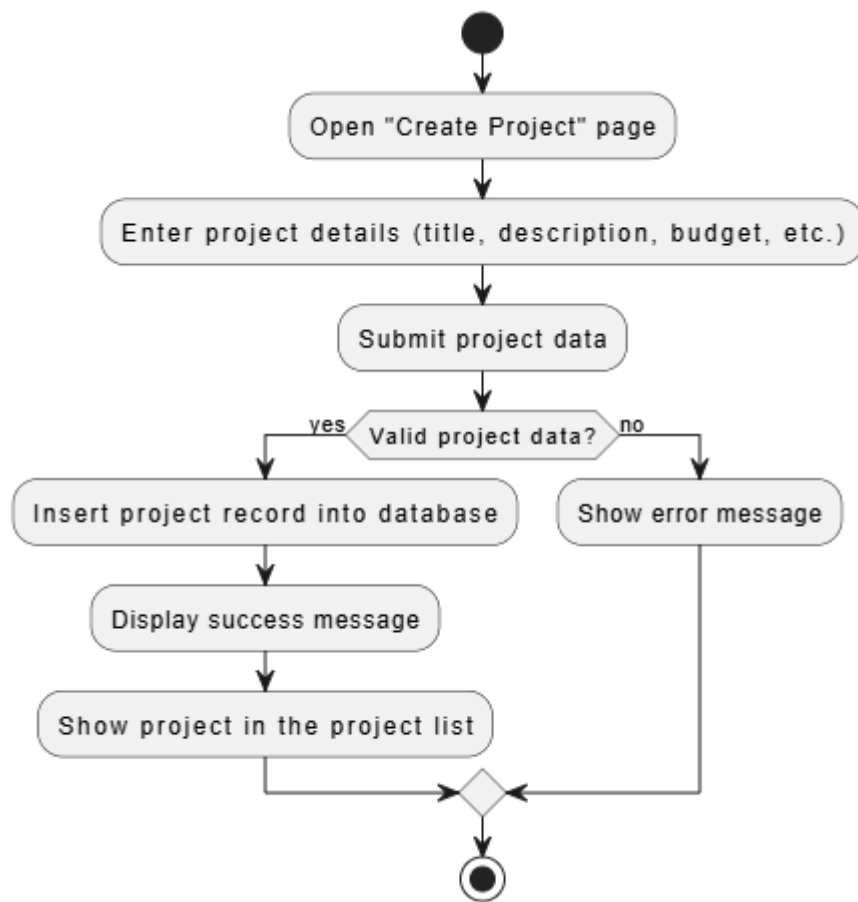 Open "Create Project" page
Enter project details (title, description, budget, etc.)
Submit project data
yes
Valid project data?
no
Insert project record into database
Show error message
Display success message
Show project in the project list